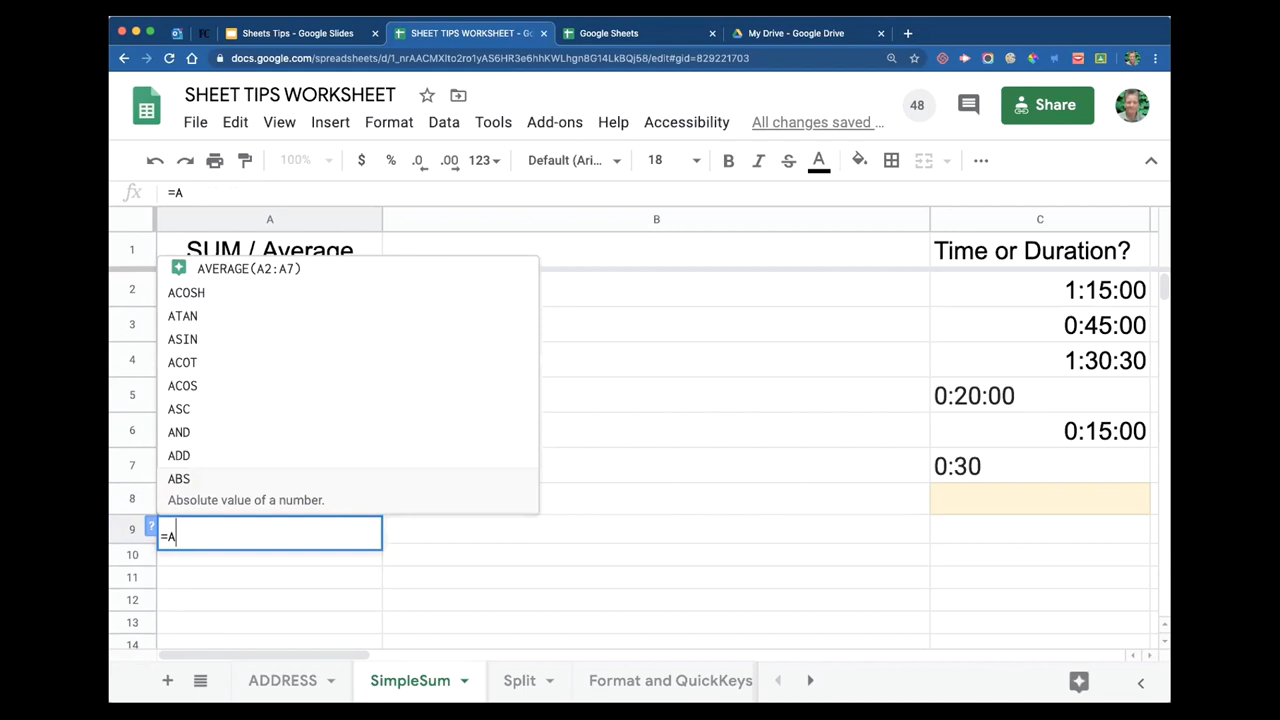 Sheets Tips - Google Slides
SHEET TIPS WORKSHEET - Go
Google Sheets
My Drive - Google Drive
docs.google.com/spreadsheets/d/1_nrAACMXIto2ro1yAS6HR3e6hhKWLhgn8G14LkBQj58/edit#gid=829221703
SHEET TIPS WORKSHEET
File Edit View Insert Format Data Tools Add-ons Help Accessibility All changes saved ...
48
Share
100% $ % .0 .00 123 Default (Ari... 18 B I S A
fx =A
A B C
1 SUM / Average Time or Duration?
AVERAGE(A2:A7)
2 ACOSH 1:15:00
ATAN
3 ASIN 0:45:00
4 ACOT 1:30:30
ACOS
5 ASC 0:20:00
6 AND 0:15:00
ADD
7 ABS 0:30
8 Absolute value of a number.
9 ? =A
10
11
12
13
14
ADDRESS SimpleSum Split Format and QuickKeys